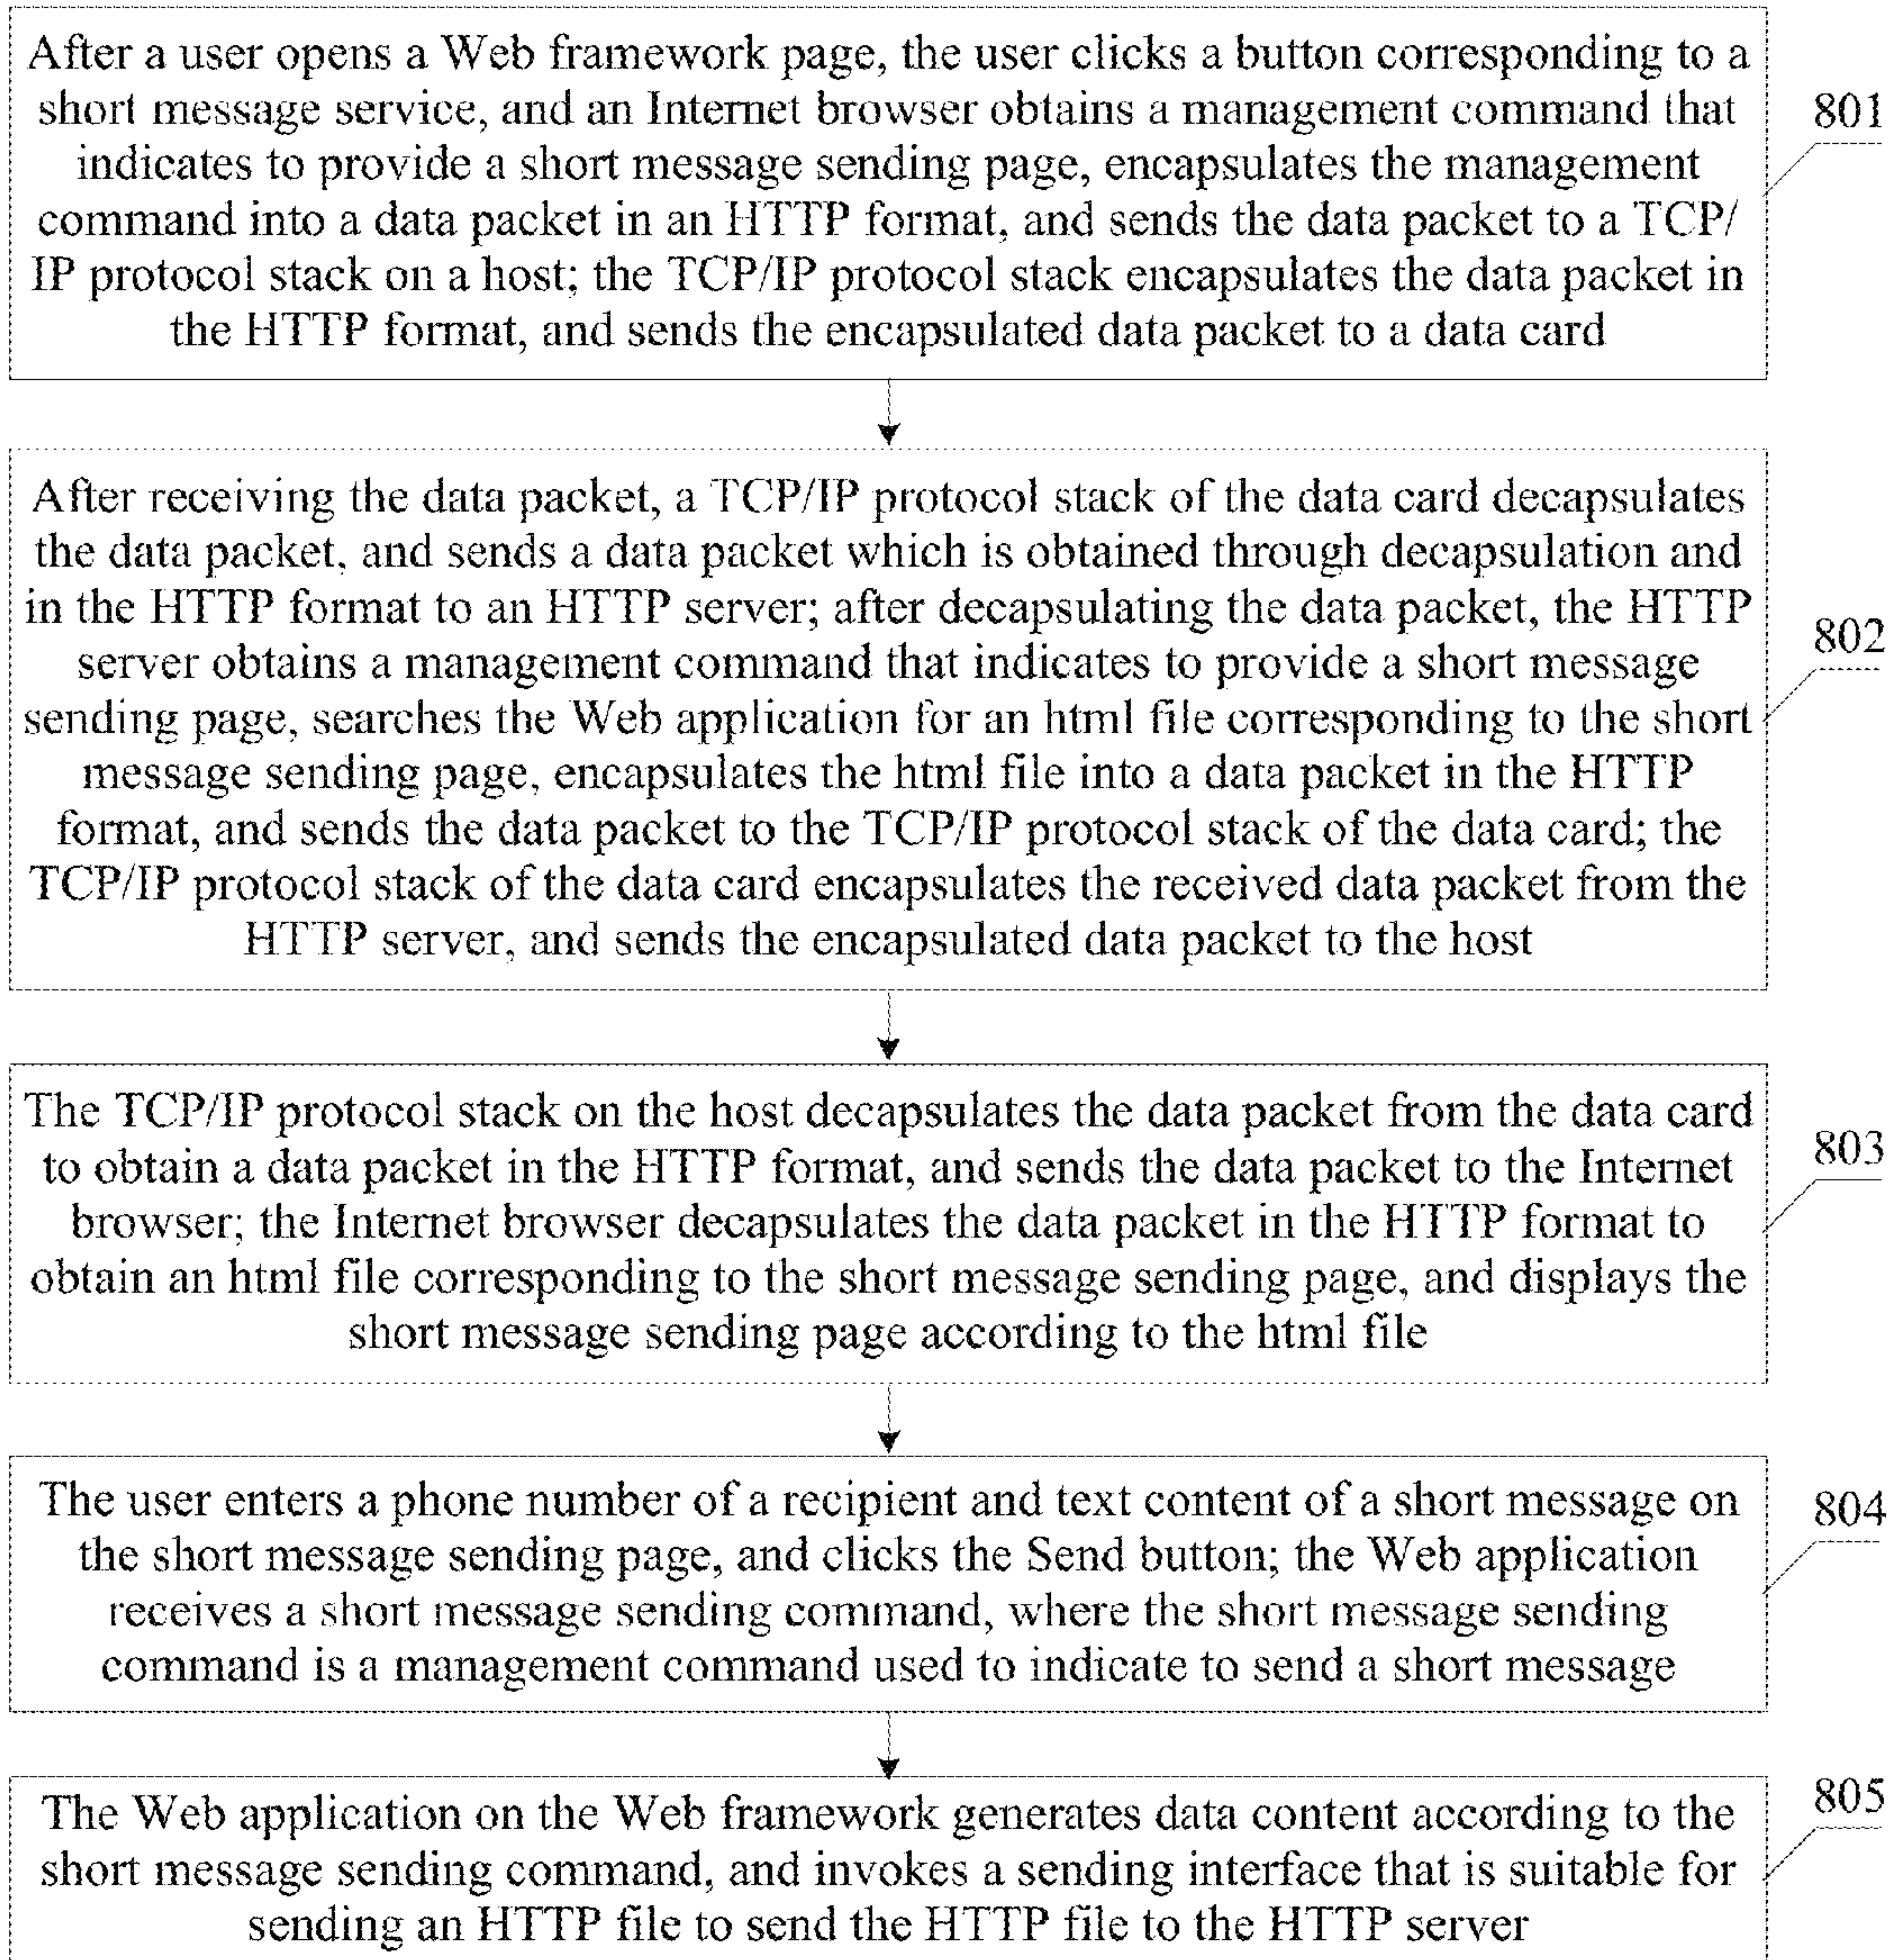 After a user opens a Web framework page, the user clicks a button corresponding to a
short message service, and an Internet browser obtains a management command that
indicates to provide a short message sending page, encapsulates the management
command into a data packet in an HTTP format, and sends the data packet to a TCP/
IP protocol stack on a host; the TCP/IP protocol stack encapsulates the data packet in
the HTTP format, and sends the encapsulated data packet to a data card
801
After receiving the data packet, a TCP/IP protocol stack of the data card decapsulates
the data packet, and sends a data packet which is obtained through decapsulation and
in the HTTP format to an HTTP server; after decapsulating the data packet, the HTTP
server obtains a management command that indicates to provide a short message
sending page, searches the Web application for an html file corresponding to the short
message sending page, encapsulates the html file into a data packet in the HTTP
format, and sends the data packet to the TCP/IP protocol stack of the data card; the
TCP/IP protocol stack of the data card encapsulates the received data packet from the
HTTP server, and sends the encapsulated data packet to the host
802
The TCP/IP protocol stack on the host decapsulates the data packet from the data card
to obtain a data packet in the HTTP format, and sends the data packet to the Internet
browser; the Internet browser decapsulates the data packet in the HTTP format to
obtain an html file corresponding to the short message sending page, and displays the
short message sending page according to the html file
803
The user enters a phone number of a recipient and text content of a short message on
the short message sending page, and clicks the Send button; the Web application
receives a short message sending command, where the short message sending
command is a management command used to indicate to send a short message
804
The Web application on the Web framework generates data content according to the
short message sending command, and invokes a sending interface that is suitable for
sending an HTTP file to send the HTTP file to the HTTP server
805